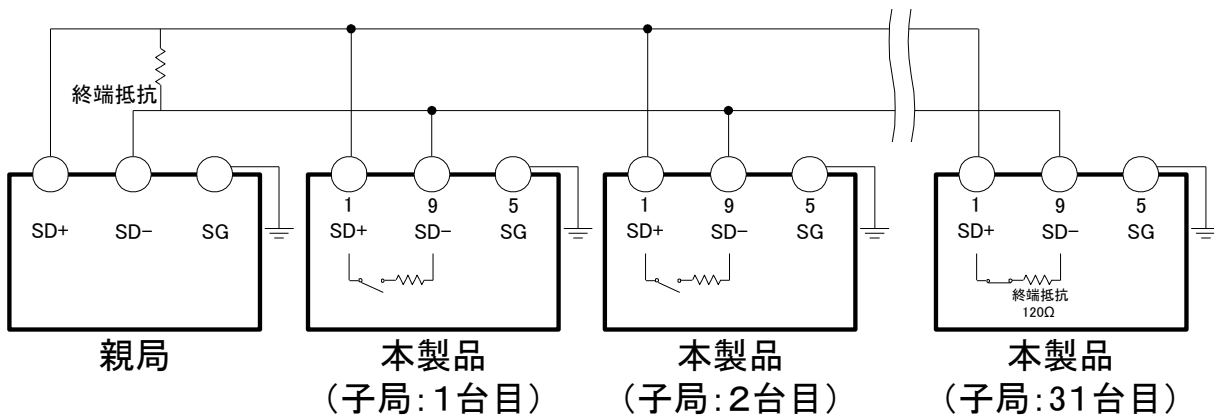 終端抵抗
1 9 5
1 9 5
1 9 5
SD+ SD- SG
SD+ SD- SG
SD+ SD- SG
SD+ SD- SG
終端抵抗
120Ω
親局
本製品
(子局:1台目)
本製品
(子局:2台目)
本製品
(子局:31台目)